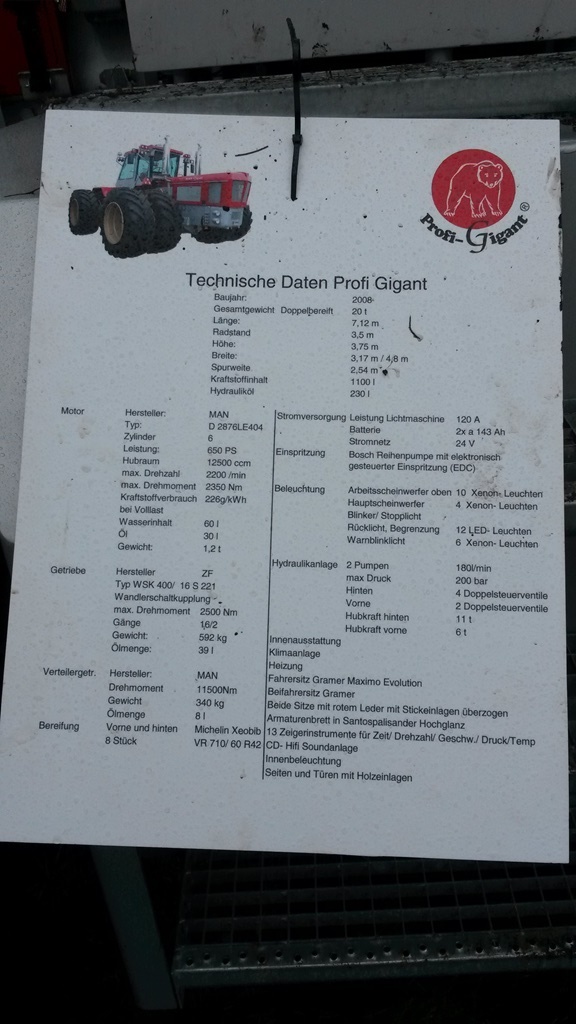 Profi-Gigant®
Technische Daten Profi Gigant
Baujahr: 2008-
Gesamtgewicht Doppelbereift 20 t
Länge: 7,12 m
Radstand 3,5 m
Höhe: 3,75 m
Breite: 3,17 m / 4,8 m
Spurweite 2,54 m
Kraftstoffinhalt 1100 l
Hydrauliköl 230 l
Motor Hersteller: MAN
Typ: D 2876LE404
Zylinder 6
Leistung: 650 PS
Hubraum 12500 ccm
max. Drehzahl 2200 /min
max. Drehmoment 2350 Nm
Kraftstoffverbrauch 226g/kWh
bei Volllast
Wasserinhalt 60 l
Öl 30 l
Gewicht: 1,2 t
Getriebe Hersteller ZF
Typ WSK 400/ 16 S 221
Wandlerschaltkupplung
max. Drehmoment 2500 Nm
Gänge 16/2
Gewicht: 592 kg
Ölmenge: 39 l
Verteilergetr. Hersteller: MAN
Drehmoment 11500Nm
Gewicht 340 kg
Ölmenge 8 l
Bereifung Vorne und hinten Michelin Xeobib
8 Stück VR 710/ 60 R42
Stromversorgung Leistung Lichtmaschine 120 A
Batterie 2x a 143 Ah
Stromnetz 24 V
Einspritzung Bosch Reihenpumpe mit elektronisch
gesteuerter Einspritzung (EDC)
Beleuchtung Arbeitsscheinwerfer oben 10 Xenon- Leuchten
Hauptscheinwerfer 4 Xenon- Leuchten
Blinker/ Stopplicht
Rücklicht, Begrenzung 12 LED- Leuchten
Warnblinklicht 6 Xenon- Leuchten
Hydraulikanlage 2 Pumpen 180l/min
max Druck 200 bar
Hinten 4 Doppelsteuerventile
Vorne 2 Doppelsteuerventile
Hubkraft hinten 11 t
Hubkraft vorne 6 t
Innenausstattung
Klimaanlage
Heizung
Fahrersitz Gramer Maximo Evolution
Beifahrersitz Gramer
Beide Sitze mit rotem Leder mit Stickeinlagen überzogen
Armaturenbrett in Santospalisander Hochglanz
13 Zeigerinstrumente für Zeit/ Drehzahl/ Geschw./ Druck/Temp
CD- Hifi Soundanlage
Innenbeleuchtung
Seiten und Türen mit Holzeinlagen